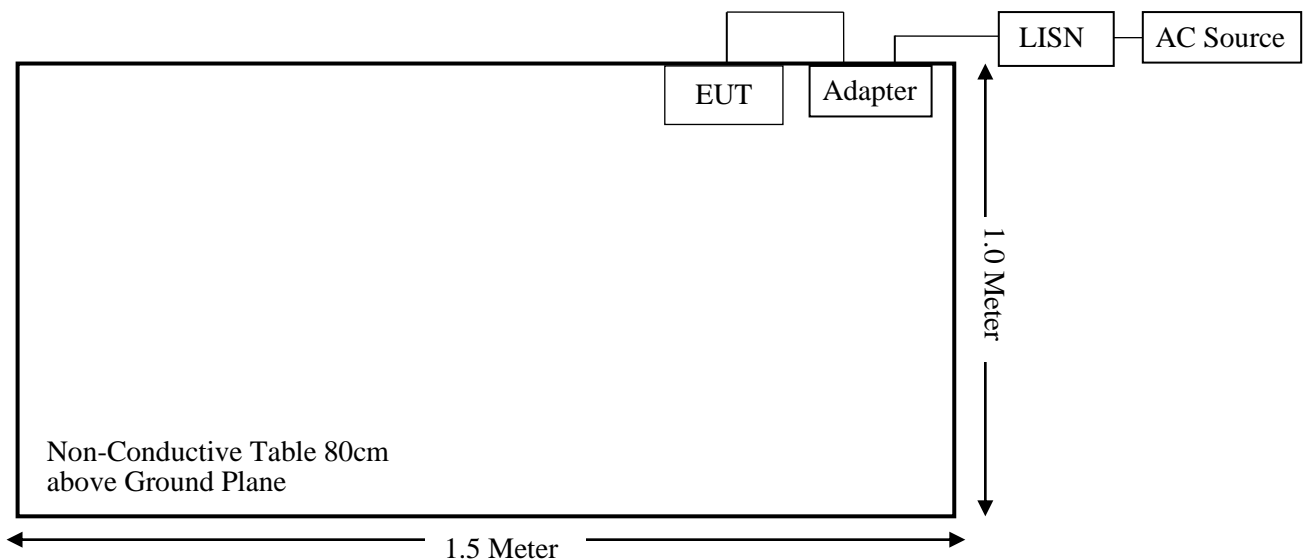 LISN
AC Source
EUT
Adapter
1.0 Meter
Non-Conductive Table 80cm
above Ground Plane
1.5 Meter